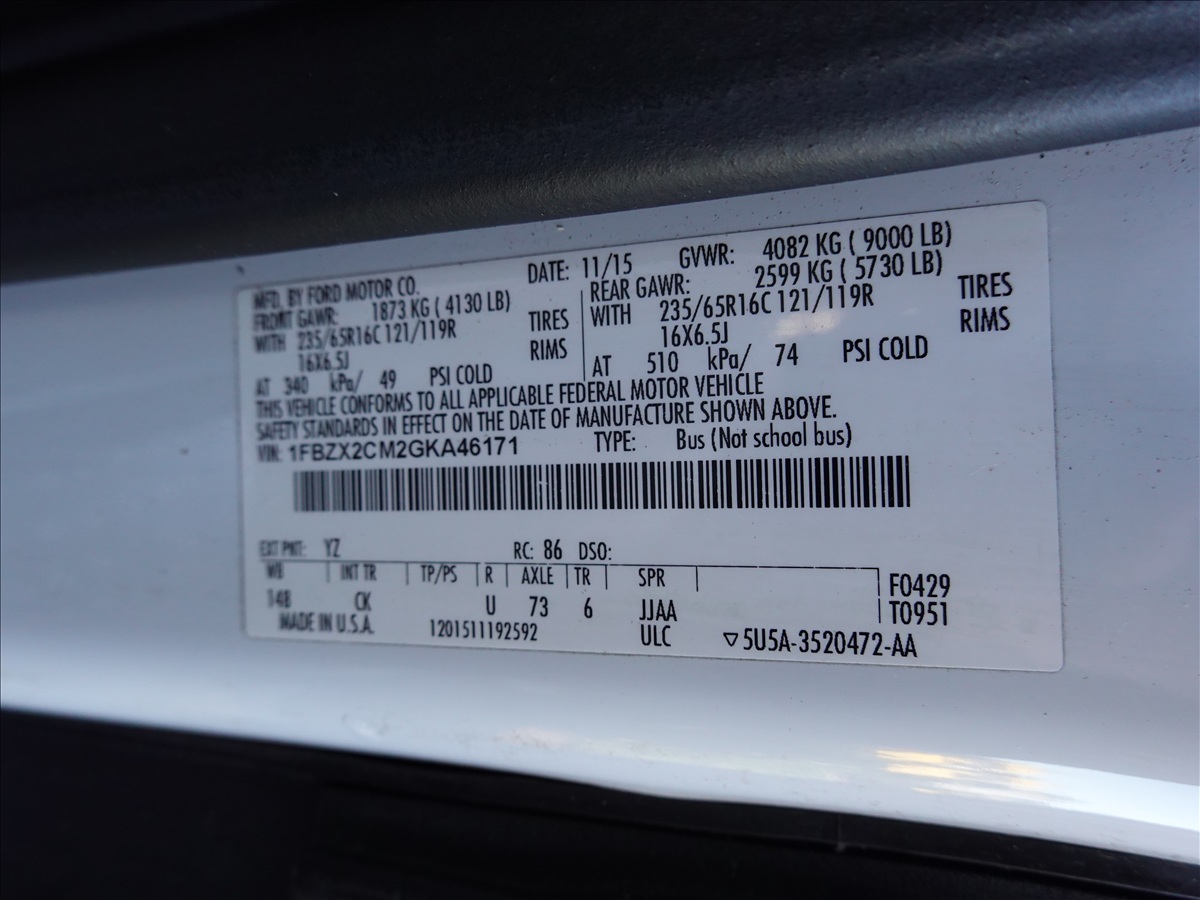 MFD. BY FORD MOTOR CO. DATE: 11/15 GVWR: 4082 KG ( 9000 LB)
FRONT GAWR: 1873 KG ( 4130 LB) REAR GAWR: 2599 KG ( 5730 LB)
WITH 235/65R16C 121/119R TIRES WITH 235/65R16C 121/119R TIRES
16X6.5J RIMS 16X6.5J RIMS
AT 340 kPa/ 49 PSI COLD AT 510 kPa/ 74 PSI COLD
THIS VEHICLE CONFORMS TO ALL APPLICABLE FEDERAL MOTOR VEHICLE
SAFETY STANDARDS IN EFFECT ON THE DATE OF MANUFACTURE SHOWN ABOVE.
VIN: 1FBZX2CM2GKA46171 TYPE: Bus (Not school bus)
EXT PNT: YZ RC: 86 DSO:
WB INT TR TP/PS R AXLE TR SPR F0429
148 CK U 73 6 JJAA T0951
MADE IN U.S.A. 1201511192592 ULC ▽5U5A-3520472-AA